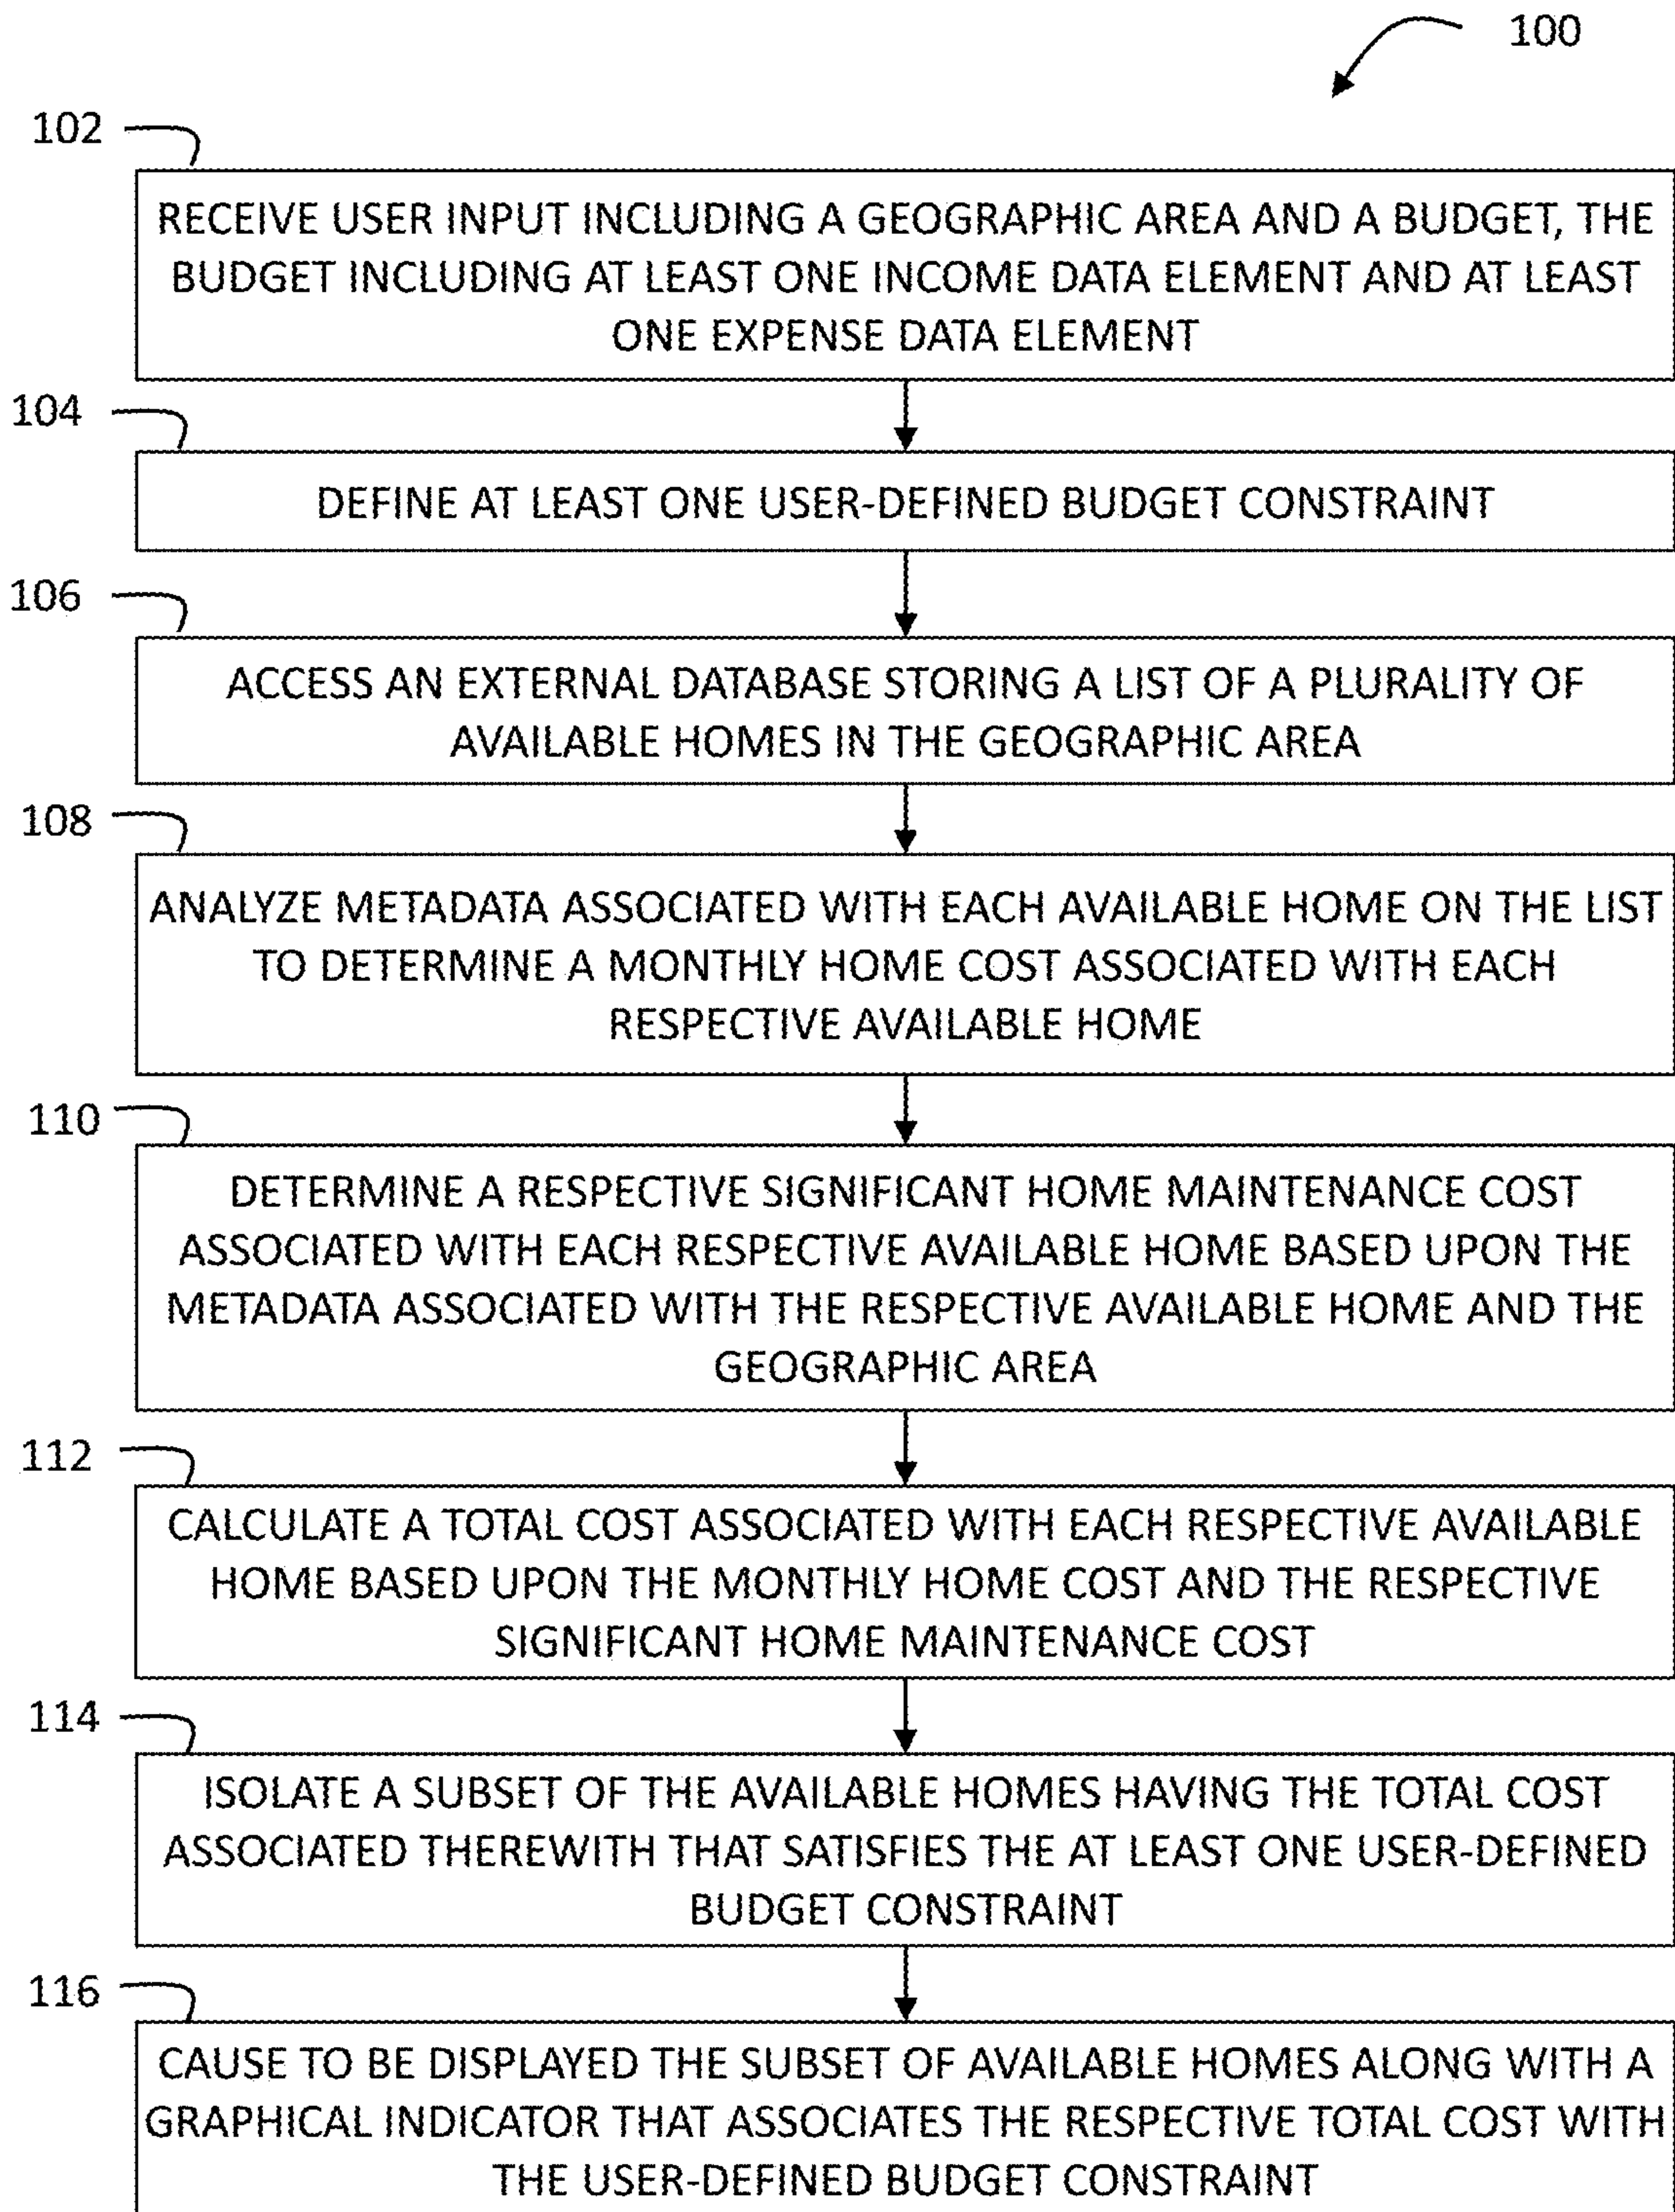 100
102
RECEIVE USER INPUT INCLUDING A GEOGRAPHIC AREA AND A BUDGET, THE
BUDGET INCLUDING AT LEAST ONE INCOME DATA ELEMENT AND AT LEAST
ONE EXPENSE DATA ELEMENT
104
DEFINE AT LEAST ONE USER-DEFINED BUDGET CONSTRAINT
106
ACCESS AN EXTERNAL DATABASE STORING A LIST OF A PLURALITY OF
AVAILABLE HOMES IN THE GEOGRAPHIC AREA
108
ANALYZE METADATA ASSOCIATED WITH EACH AVAILABLE HOME ON THE LIST
TO DETERMINE A MONTHLY HOME COST ASSOCIATED WITH EACH
RESPECTIVE AVAILABLE HOME
110
DETERMINE A RESPECTIVE SIGNIFICANT HOME MAINTENANCE COST
ASSOCIATED WITH EACH RESPECTIVE AVAILABLE HOME BASED UPON THE
METADATA ASSOCIATED WITH THE RESPECTIVE AVAILABLE HOME AND THE
GEOGRAPHIC AREA
112
CALCULATE A TOTAL COST ASSOCIATED WITH EACH RESPECTIVE AVAILABLE
HOME BASED UPON THE MONTHLY HOME COST AND THE RESPECTIVE
SIGNIFICANT HOME MAINTENANCE COST
114
ISOLATE A SUBSET OF THE AVAILABLE HOMES HAVING THE TOTAL COST
ASSOCIATED THEREWITH THAT SATISFIES THE AT LEAST ONE USER-DEFINED
BUDGET CONSTRAINT
116
CAUSE TO BE DISPLAYED THE SUBSET OF AVAILABLE HOMES ALONG WITH A
GRAPHICAL INDICATOR THAT ASSOCIATES THE RESPECTIVE TOTAL COST WITH
THE USER-DEFINED BUDGET CONSTRAINT